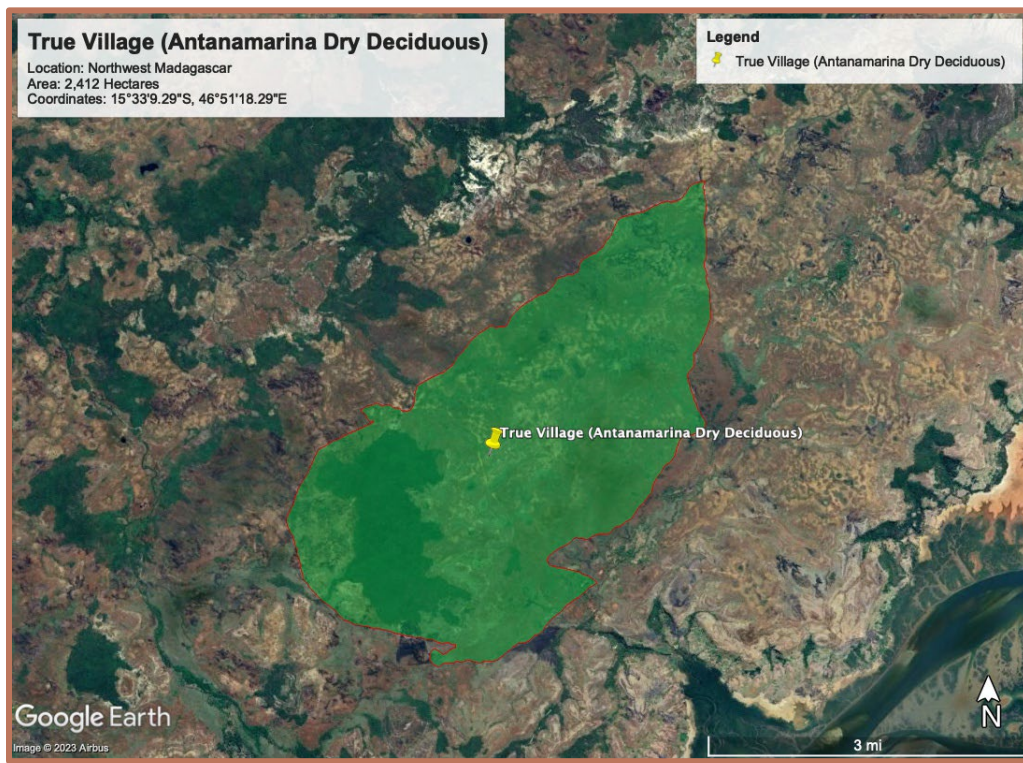 True Village (Antanamarina Dry Deciduous)
Location: Northwest Madagascar
Area: 2,412 Hectares
Coordinates: 15°33'9.29"S, 46°51'18.29"E
Legend
True Village (Antanamarina Dry Deciduous)
True Village (Antanamarina Dry Deciduous)
N
Google Earth
Image © 2023 Airbus
3 mi